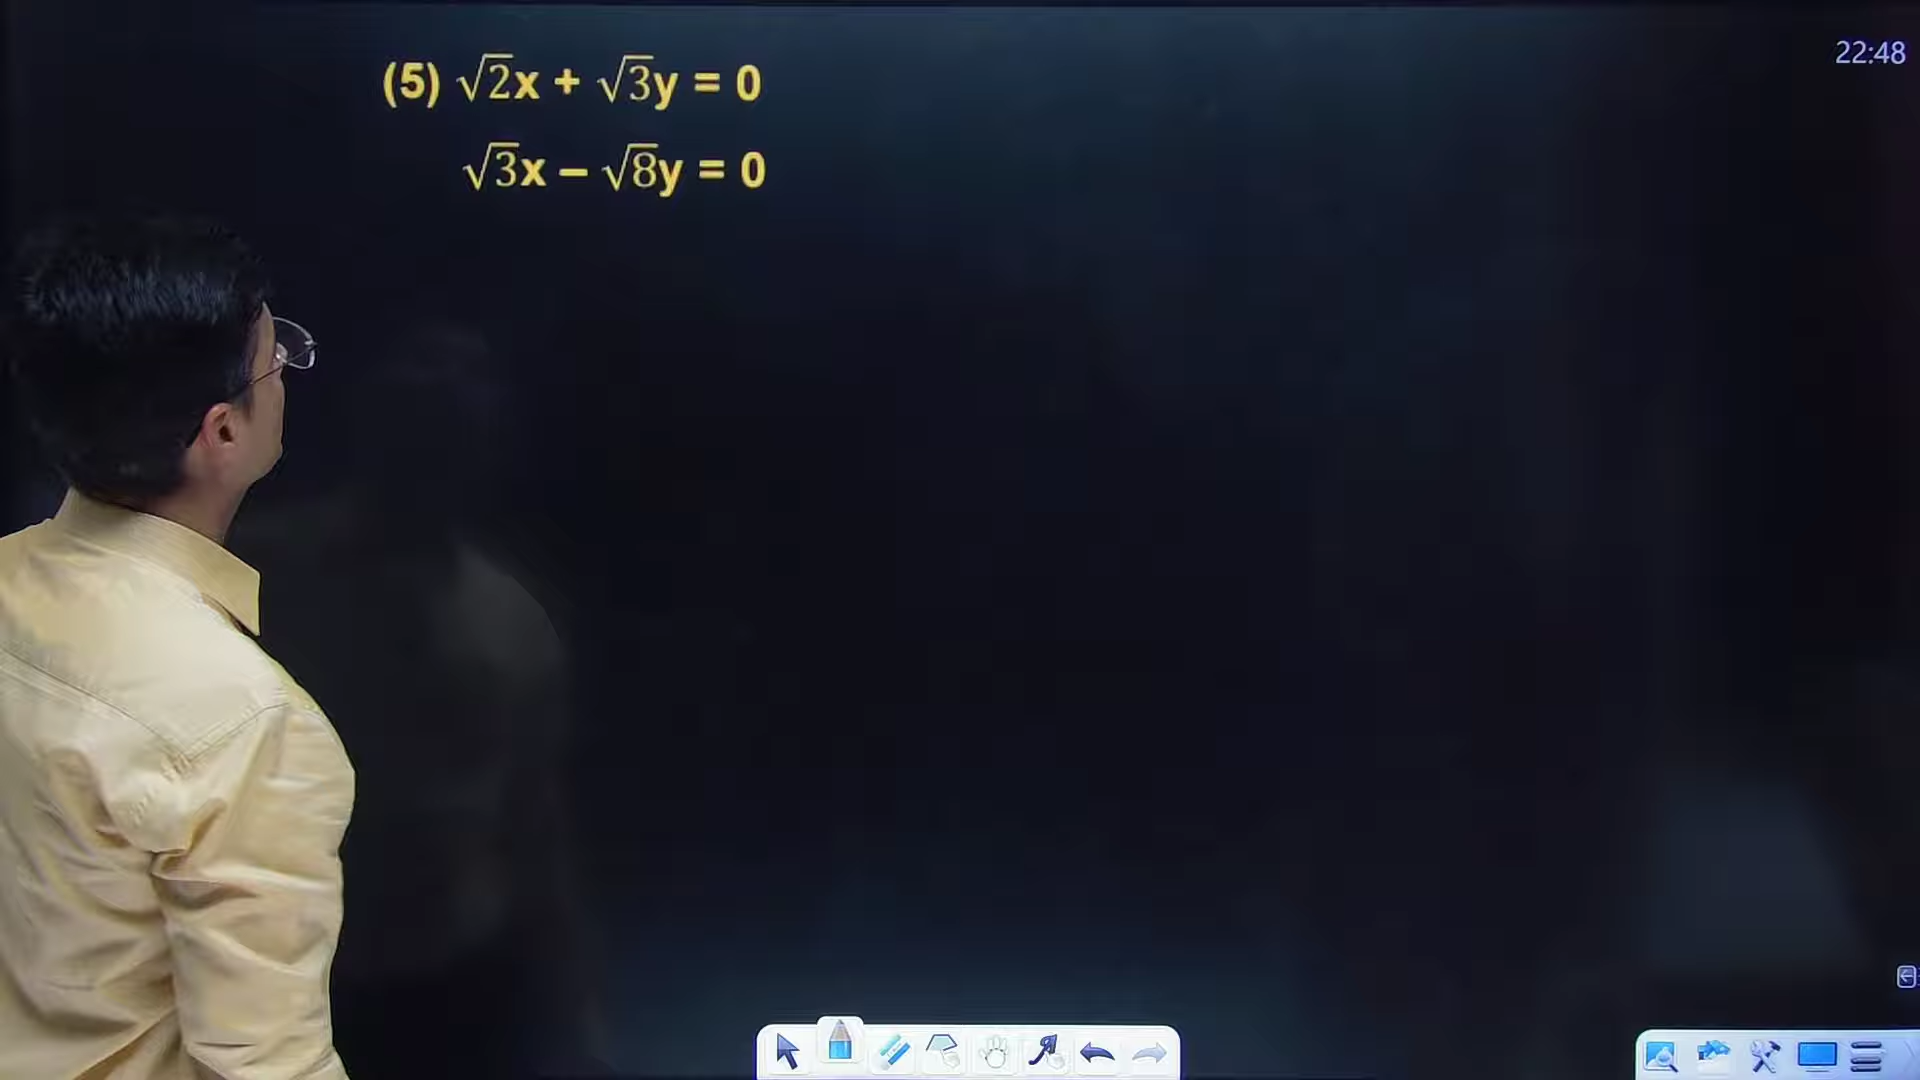 (5) √2x + √3y = 0
√3x – √8y = 0
22:48